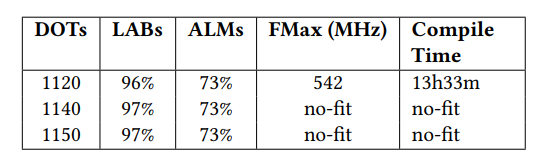 DOTs LABs ALMs FMax (MHz) Compile
Time
1120 96% 73% 542 13h33m
1140 97% 73% no-fit no-fit
1150 97% 73% no-fit no-fit